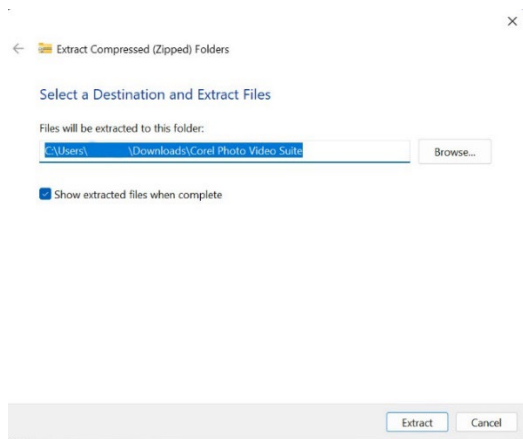 Extract Compressed (Zipped) Folders
Select a Destination and Extract Files
Files will be extracted to this folder:
C:\Users\ \Downloads\Corel Photo Video Suite
Browse...
Show extracted files when complete
Extract
Cancel